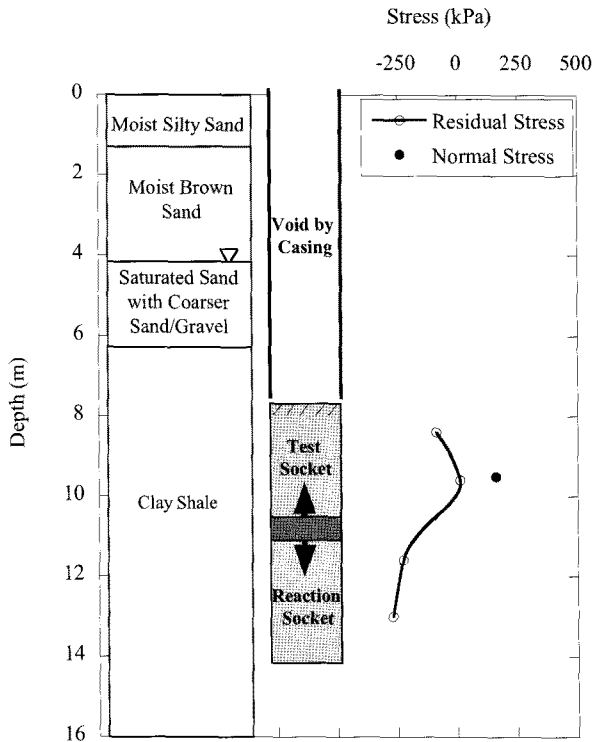 Stress (kPa)
-250 0 250 500
0
2
4
6
8
10
12
14
16
Depth (m)
Moist Silty Sand
Moist Brown
Sand
Saturated Sand
with Coarser
Sand/Gravel
Clay Shale
Void by
Casing
Test
Socket
Reaction
Socket
Residual Stress
Normal Stress